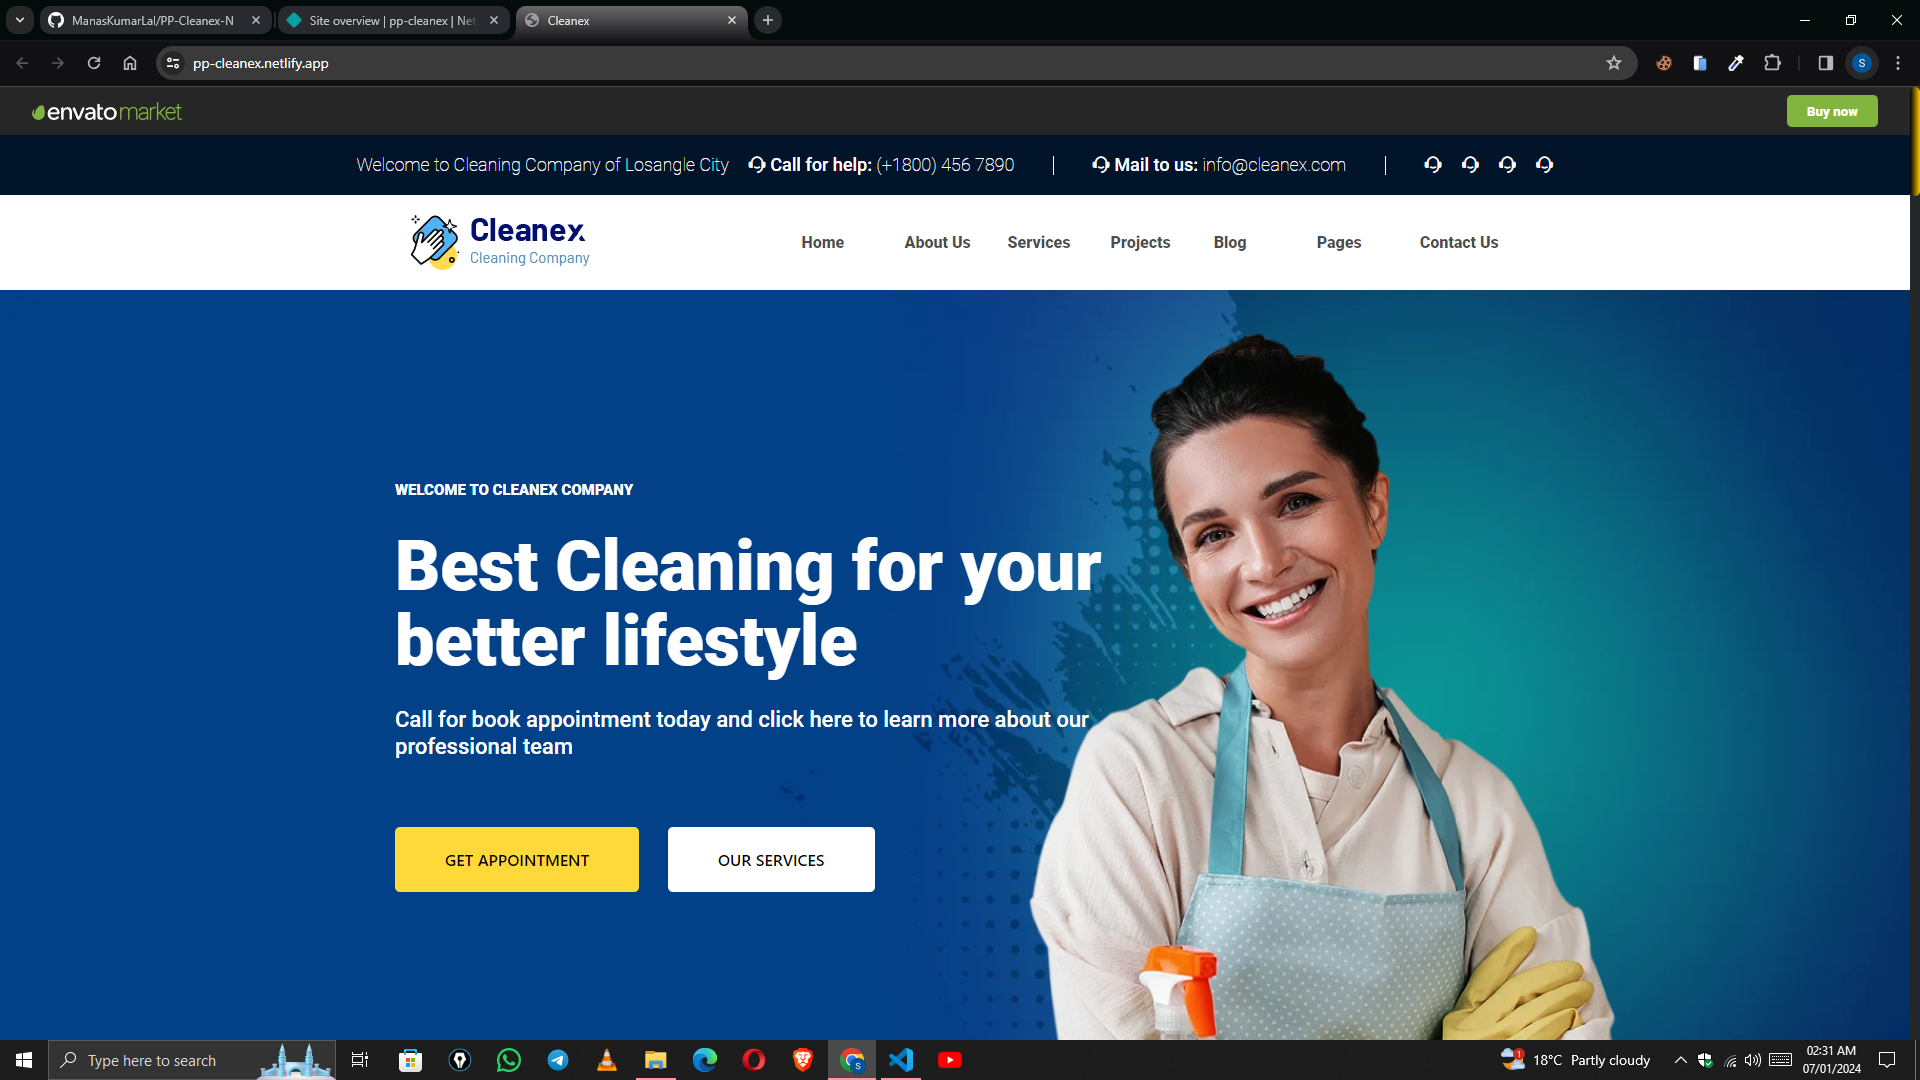 ManasKumarLal/PP-Cleanex-N
Site overview | pp-cleanex | Net
Cleanex
pp-cleanex.netlify.app
envato market
Buy now
Welcome to Cleaning Company of Losangle City
Call for help: (+1800) 456 7890
Mail to us: info@cleanex.com
Cleanex
Cleaning Company
Home
About Us
Services
Projects
Blog
Pages
Contact Us
WELCOME TO CLEANEX COMPANY
Best Cleaning for your
better lifestyle
Call for book appointment today and click here to learn more about our
professional team
GET APPOINTMENT
OUR SERVICES
Type here to search
18°C Partly cloudy
02:31 AM
07/01/2024